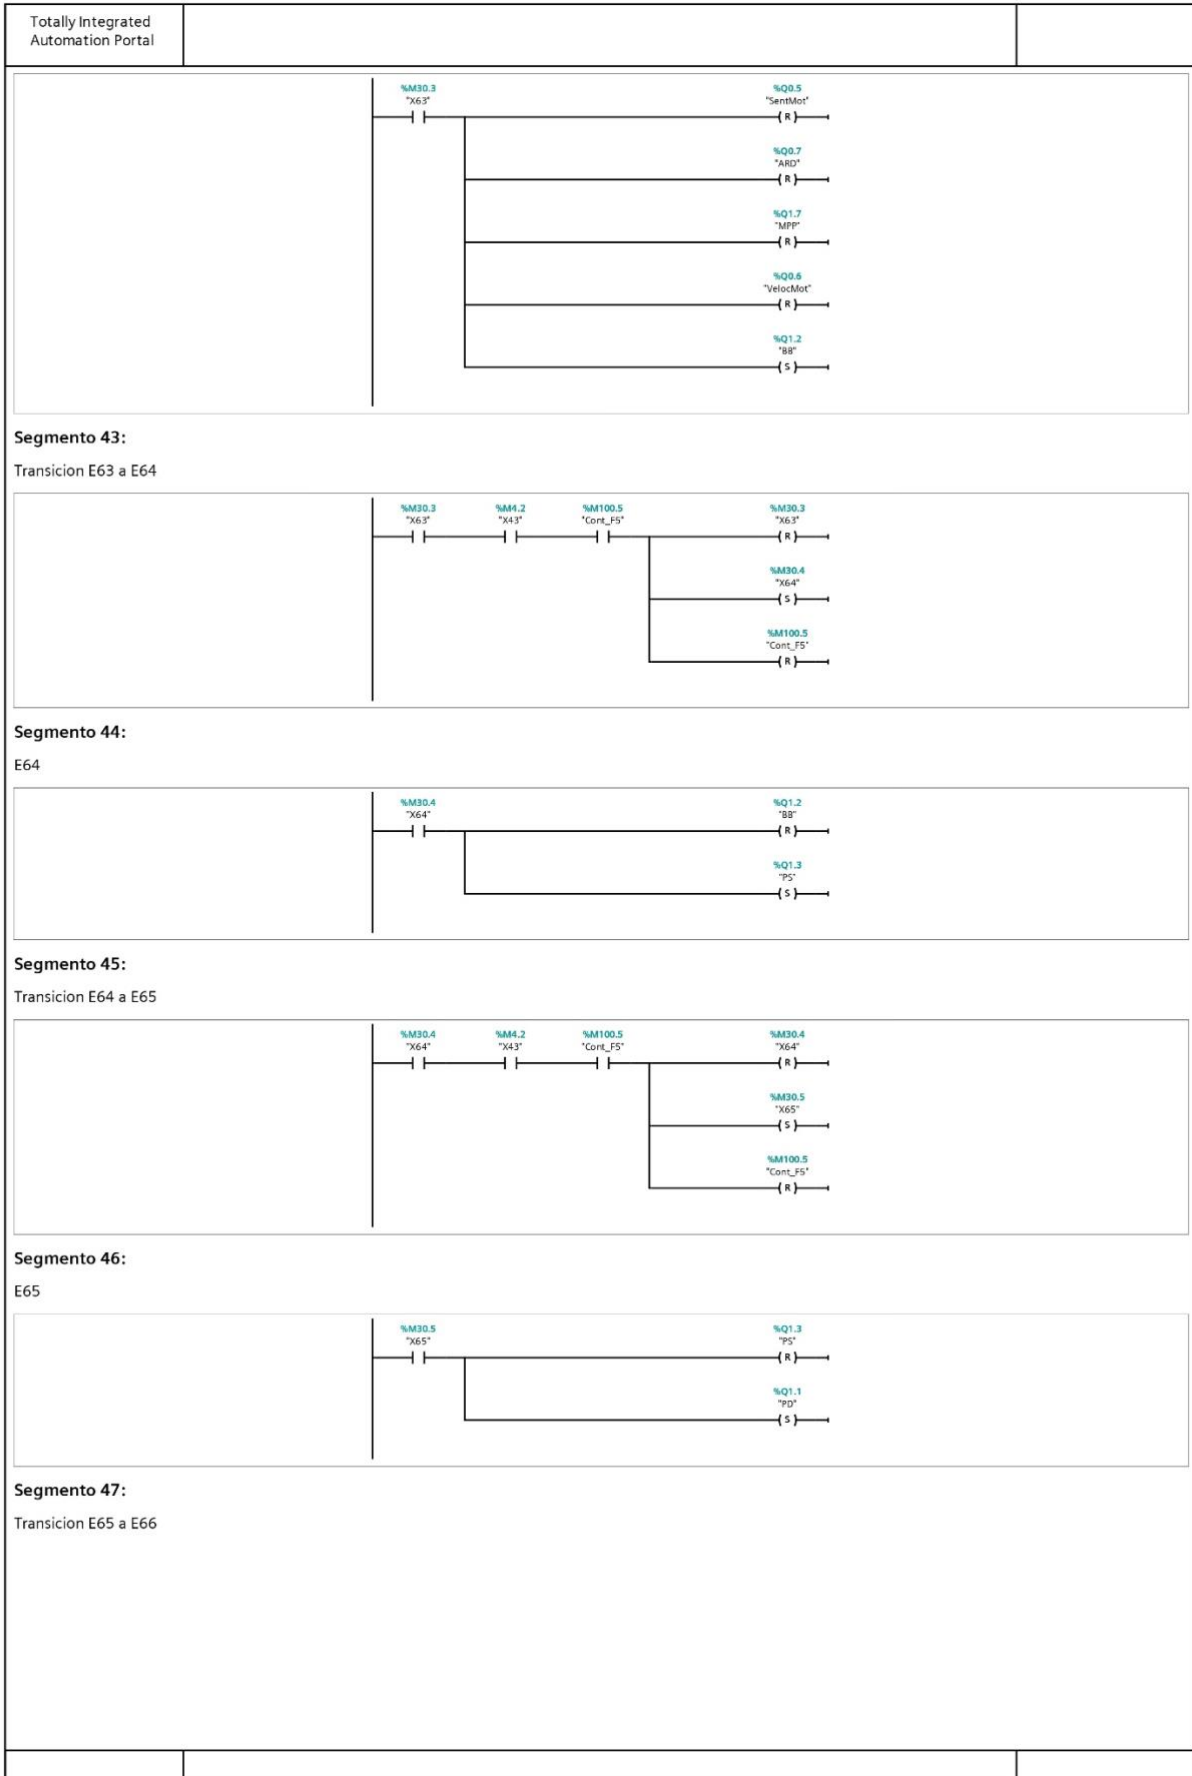 Totally Integrated
Automation Portal
%M30.3
"X63"
%Q0.5
"SentMot"
R
%Q0.7
"ARD"
R
%Q1.7
"MPP"
R
%Q0.6
"VelocMot"
R
%Q1.2
"BB"
S
Segmento 43:
Transicion E63 a E64
%M30.3 %M4.2 %M100.5 %M30.3
"X63" "X43" "Cont_F5" "X63"
R
%M30.4
"X64"
S
%M100.5
"Cont_F5"
R
Segmento 44:
E64
%M30.4 %Q1.2
"X64" "BB"
R
%Q1.3
"PS"
S
Segmento 45:
Transicion E64 a E65
%M30.4 %M4.2 %M100.5 %M30.4
"X64" "X43" "Cont_F5" "X64"
R
%M30.5
"X65"
S
%M100.5
"Cont_F5"
R
Segmento 46:
E65
%M30.5 %Q1.3
"X65" "PS"
R
%Q1.1
"PD"
S
Segmento 47:
Transicion E65 a E66